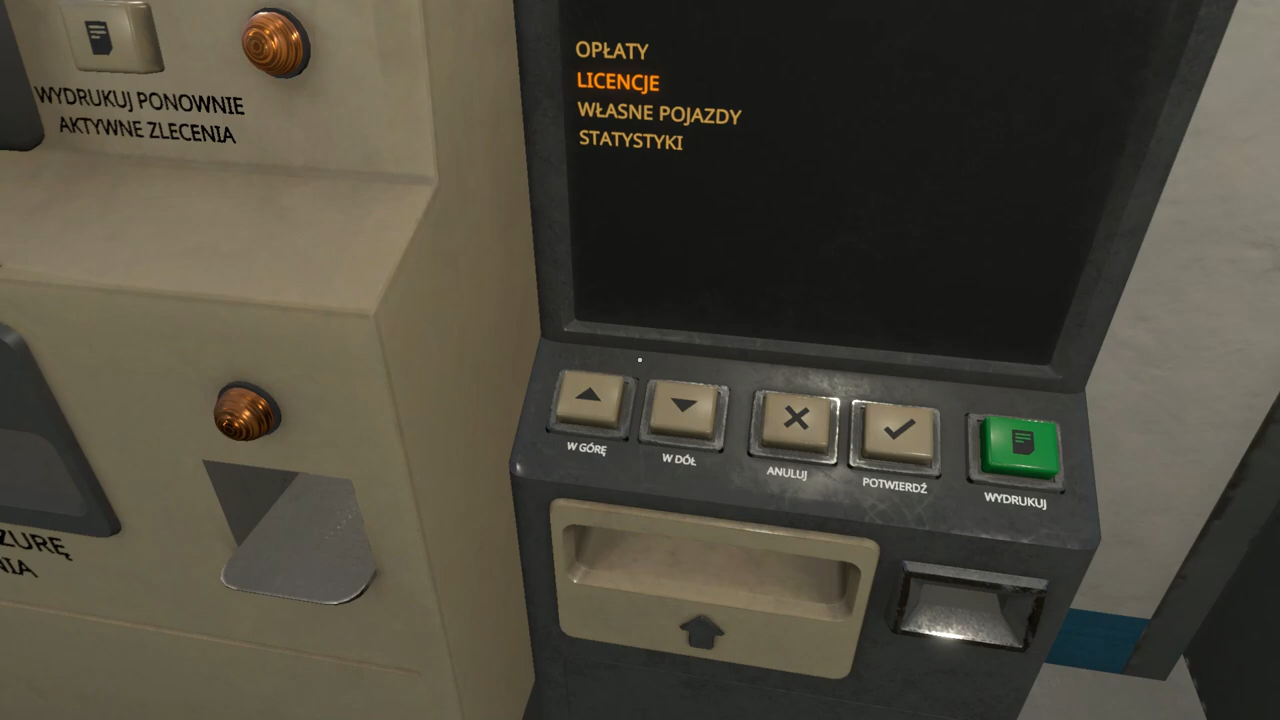 WYDRUKUJ PONOWNIE
AKTYWNE ZLECENIA
OPŁATY
LICENCJE
WŁASNE POJAZDY
STATYSTYKI
W GÓRĘ
W DÓŁ
ANULUJ
POTWIERDŹ
WYDRUKUJ